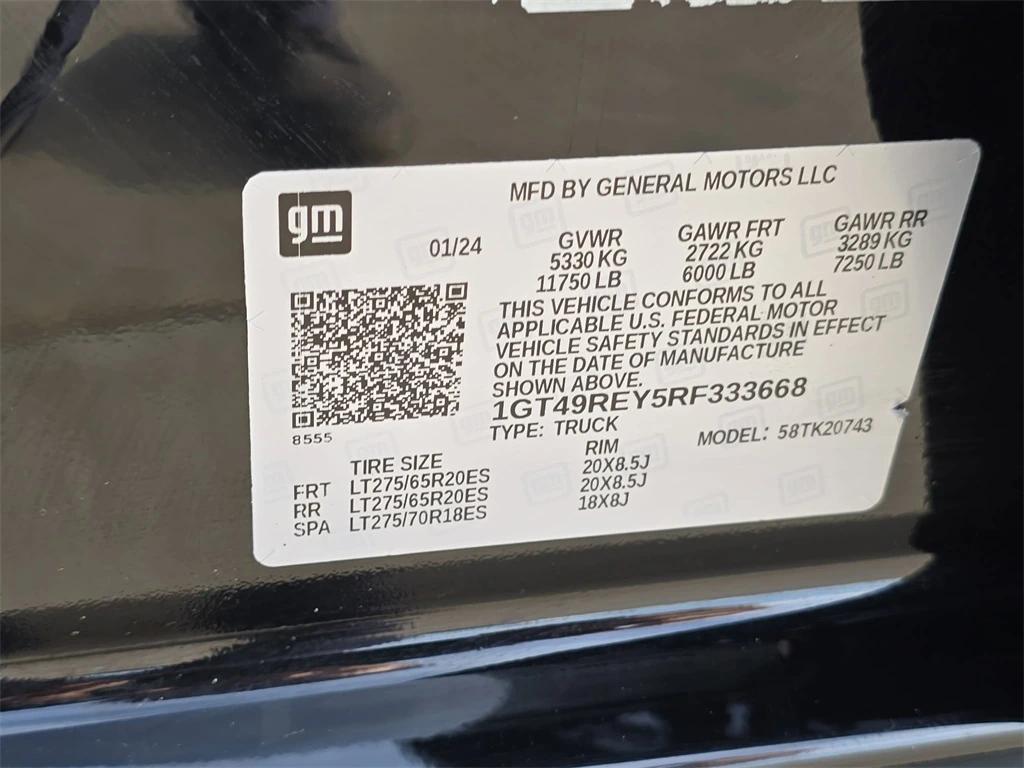 MFD BY GENERAL MOTORS LLC
gm
01/24
GVWR GAWR FRT GAWR RR
5330 KG 2722 KG 3289 KG
11750 LB 6000 LB 7250 LB
THIS VEHICLE CONFORMS TO ALL
APPLICABLE U.S. FEDERAL MOTOR
VEHICLE SAFETY STANDARDS IN EFFECT
ON THE DATE OF MANUFACTURE
SHOWN ABOVE.
1GT49REY5RF333668
TYPE: TRUCK MODEL: 58TK20743
8555
TIRE SIZE RIM
FRT LT275/65R20ES 20X8.5J
RR LT275/65R20ES 20X8.5J
SPA LT275/70R18ES 18X8J